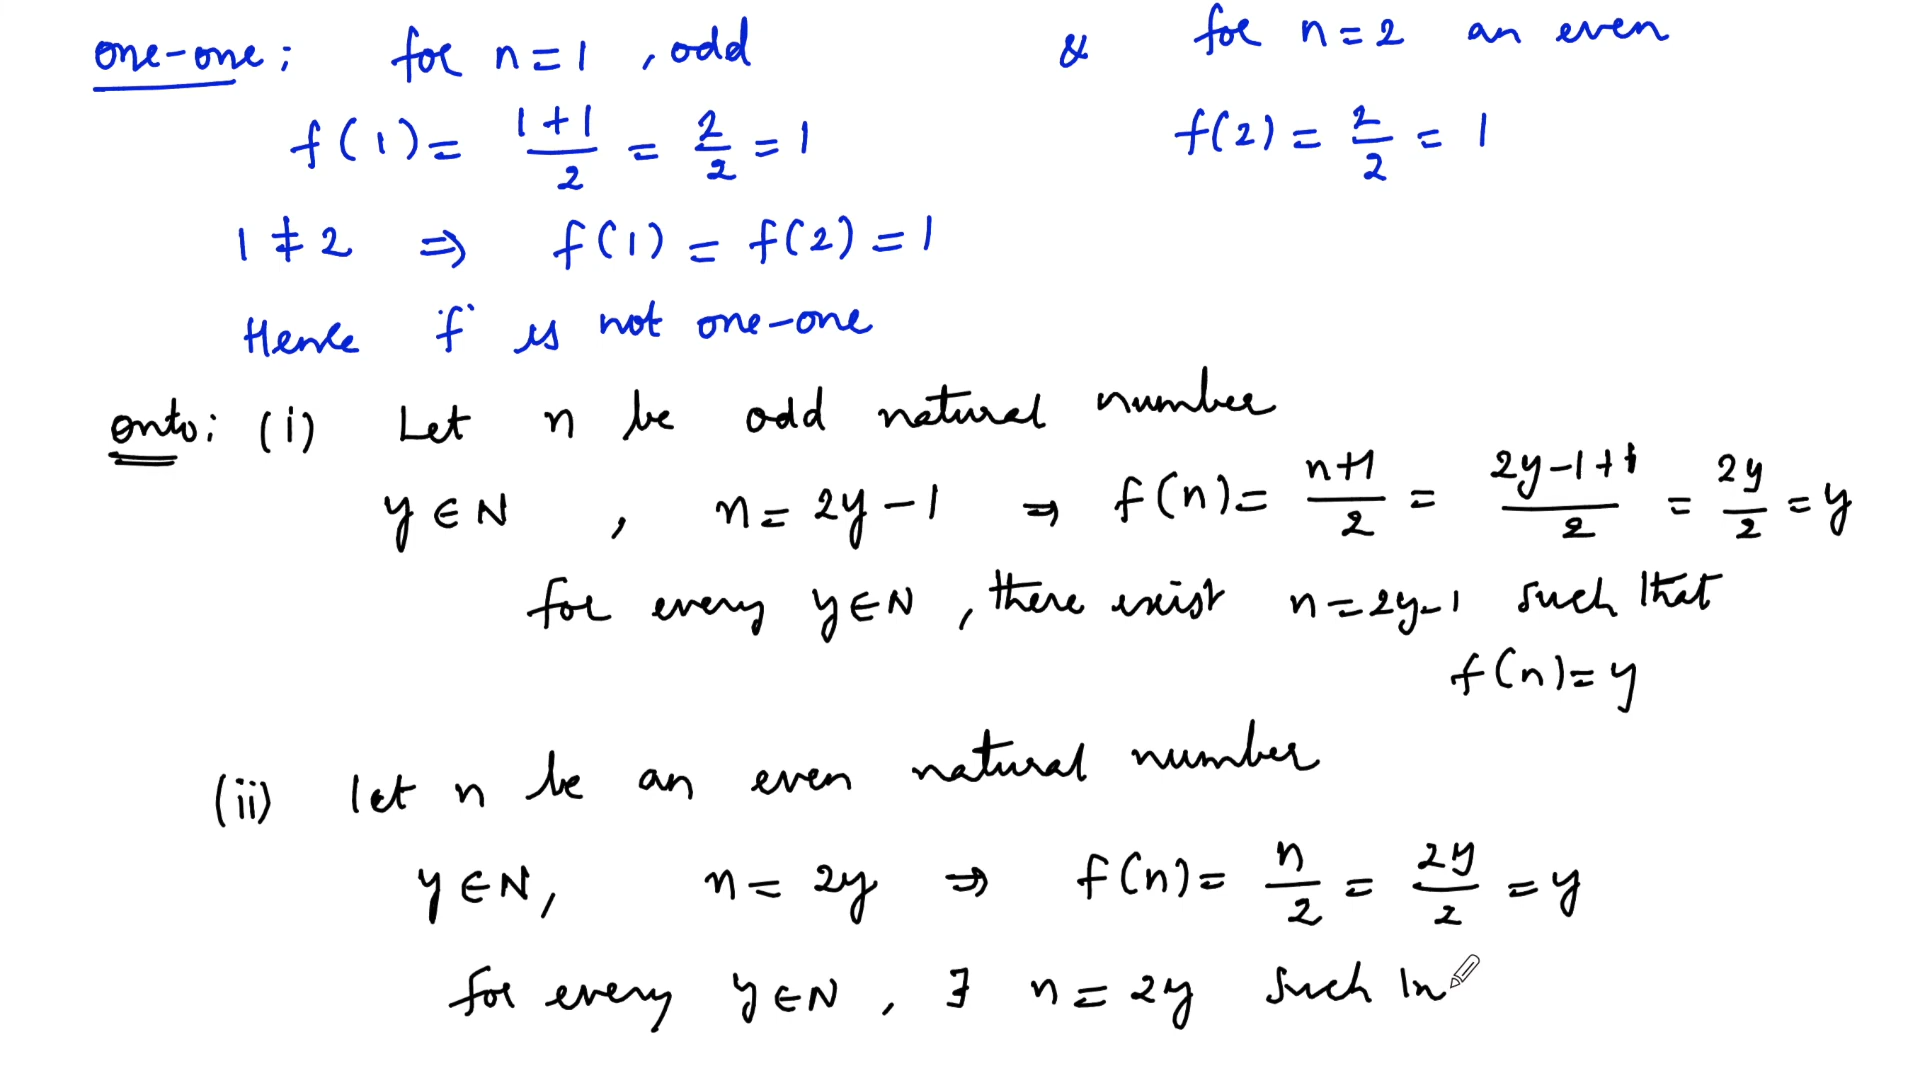 one-one: for n=1, odd & for n=2 an even
f(1)= 1+1/2 = 2/2 = 1 f(2)= 2/2 = 1
1≠2 ⇒ f(1) = f(2) = 1
Hence 'f' is not one-one
onto: (i) Let n be odd natural number
y∈N , n=2y-1 ⇒ f(n)= n+1/2 = 2y-1+1/2 = 2y/2 = y
for every y∈N, there exist n=2y-1 such that
f(n)=y
(ii) let n be an even natural number
y∈N, n=2y ⇒ f(n)= n/2 = 2y/2 = y
for every y∈N, ∃ n=2y such